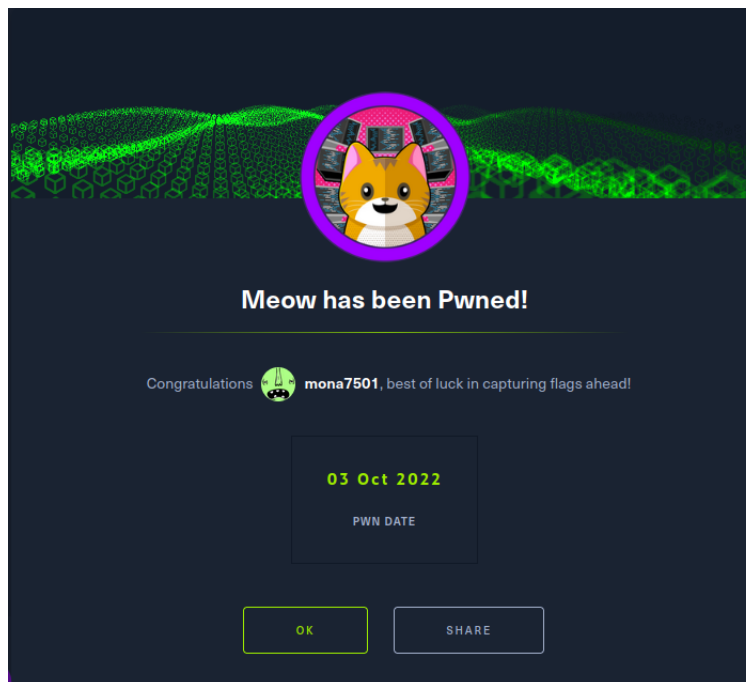 Meow has been Pwned!
Congratulations mona7501, best of luck in capturing flags ahead!
03 Oct 2022
PWN DATE
OK
SHARE